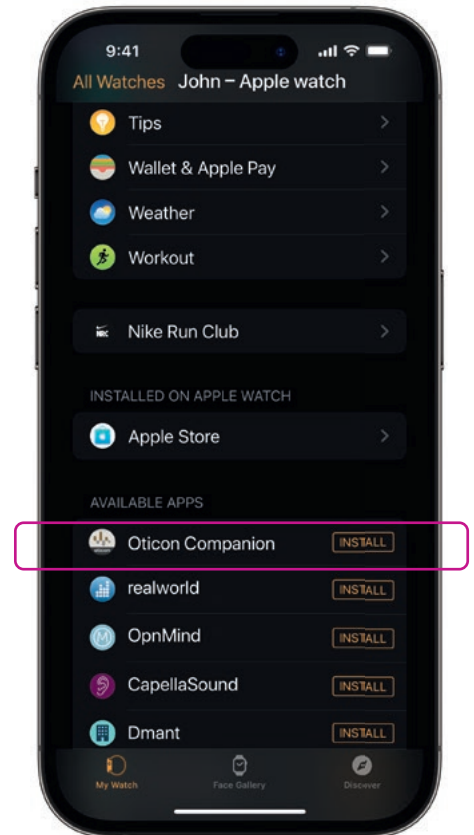 9:41
All Watches John – Apple watch
Tips
Wallet & Apple Pay
Weather
Workout
NRC Nike Run Club
INSTALLED ON APPLE WATCH
Apple Store
AVAILABLE APPS
oticon Oticon Companion INSTALL
realworld INSTALL
M OpnMind INSTALL
CapellaSound INSTALL
Dmant INSTALL
My Watch Face Gallery Discover